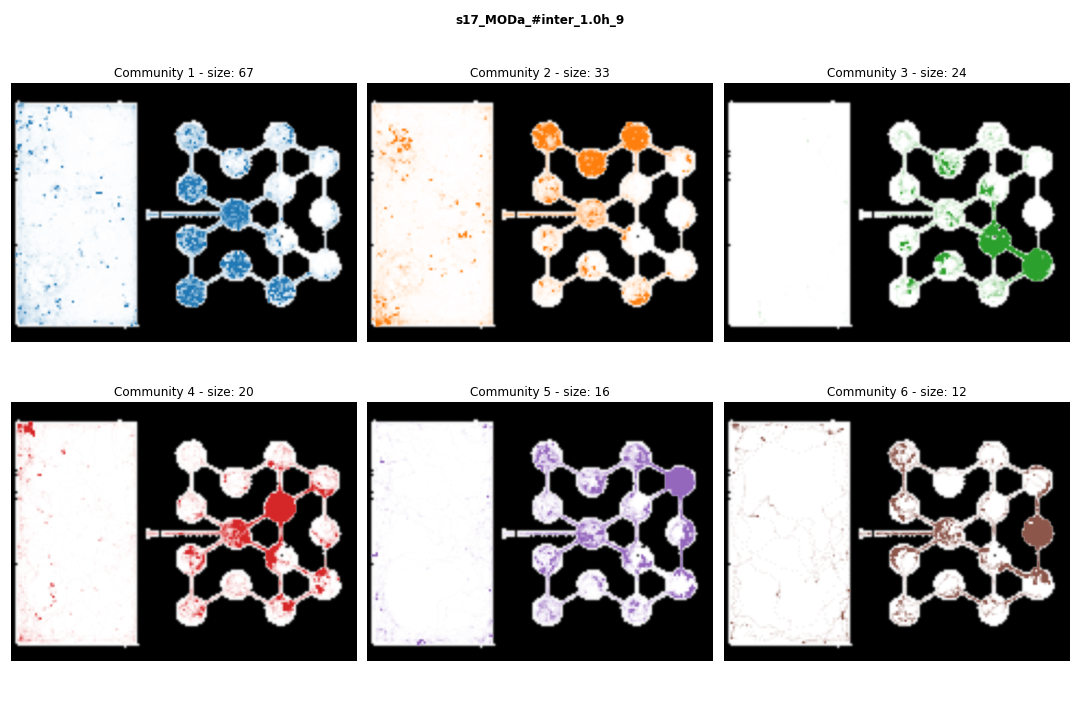 s17_MODa_#inter_1.0h_9
Community 1 - size: 67
Community 2 - size: 33
Community 3 - size: 24
Community 4 - size: 20
Community 5 - size: 16
Community 6 - size: 12